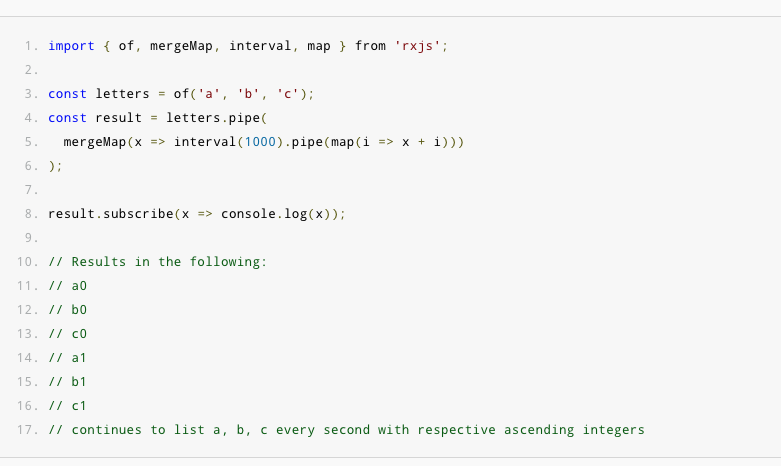 1. import { of, mergeMap, interval, map } from 'rxjs';
2.
3. const letters = of('a', 'b', 'c');
4. const result = letters.pipe(
5.   mergeMap(x => interval(1000).pipe(map(i => x + i)))
6. );
7.
8. result.subscribe(x => console.log(x));
9.
10. // Results in the following:
11. // a0
12. // b0
13. // c0
14. // a1
15. // b1
16. // c1
17. // continues to list a, b, c every second with respective ascending integers